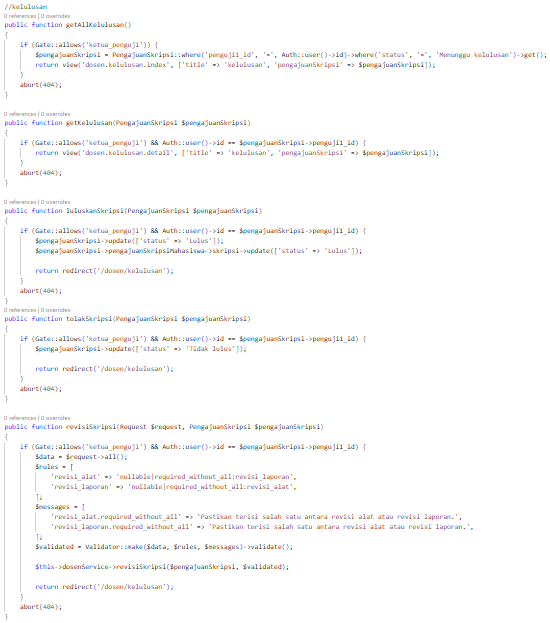 //kelulusan
0 references | 0 overrides
public function getAllKelulusan()
{
    if (Gate::allows('ketua_penguji')) {
        $pengajuanSkripsi = PengajuanSkripsi::where('penguji1_id', '=', Auth::user()->id)->where('status', '=', 'Menunggu kelulusan')->get();
        return view('dosen.kelulusan.index', ['title' => 'kelulusan', 'pengajuanSkripsi' => $pengajuanSkripsi]);
    }
    abort(404);
}
0 references | 0 overrides
public function getKelulusan(PengajuanSkripsi $pengajuanSkripsi)
{
    if (Gate::allows('ketua_penguji') && Auth::user()->id == $pengajuanSkripsi->penguji1_id) {
        return view('dosen.kelulusan.detail', ['title' => 'kelulusan', 'pengajuanSkripsi' => $pengajuanSkripsi]);
    }
    abort(404);
}
0 references | 0 overrides
public function luluskanSkripsi(PengajuanSkripsi $pengajuanSkripsi)
{
    if (Gate::allows('ketua_penguji') && Auth::user()->id == $pengajuanSkripsi->penguji1_id) {
        $pengajuanSkripsi->update(['status' => 'Lulus']);
        $pengajuanSkripsi->pengajuanSkripsiMahasiswa->skripsi->update(['status' => 'Lulus']);
        return redirect('/dosen/kelulusan');
    }
    abort(404);
}
0 references | 0 overrides
public function tolakSkripsi(PengajuanSkripsi $pengajuanSkripsi)
{
    if (Gate::allows('ketua_penguji') && Auth::user()->id == $pengajuanSkripsi->penguji1_id) {
        $pengajuanSkripsi->update(['status' => 'Tidak lulus']);
        return redirect('/dosen/kelulusan');
    }
    abort(404);
}
0 references | 0 overrides
public function revisiSkripsi(Request $request, PengajuanSkripsi $pengajuanSkripsi)
{
    if (Gate::allows('ketua_penguji') && Auth::user()->id == $pengajuanSkripsi->penguji1_id) {
        $data = $request->all();
        $rules = [
            'revisi_alat' => 'nullable|required_without_all:revisi_laporan',
            'revisi_laporan' => 'nullable|required_without_all:revisi_alat',
        ];
        $messages = [
            'revisi_alat.required_without_all' => 'Pastikan terisi salah satu antara revisi alat atau revisi laporan.',
            'revisi_laporan.required_without_all' => 'Pastikan terisi salah satu antara revisi alat atau revisi laporan.',
        ];
        $validated = Validator::make($data, $rules, $messages)->validate();
        $this->dosenService->revisiSkripsi($pengajuanSkripsi, $validated);
        return redirect('/dosen/kelulusan');
    }
    abort(404);
}